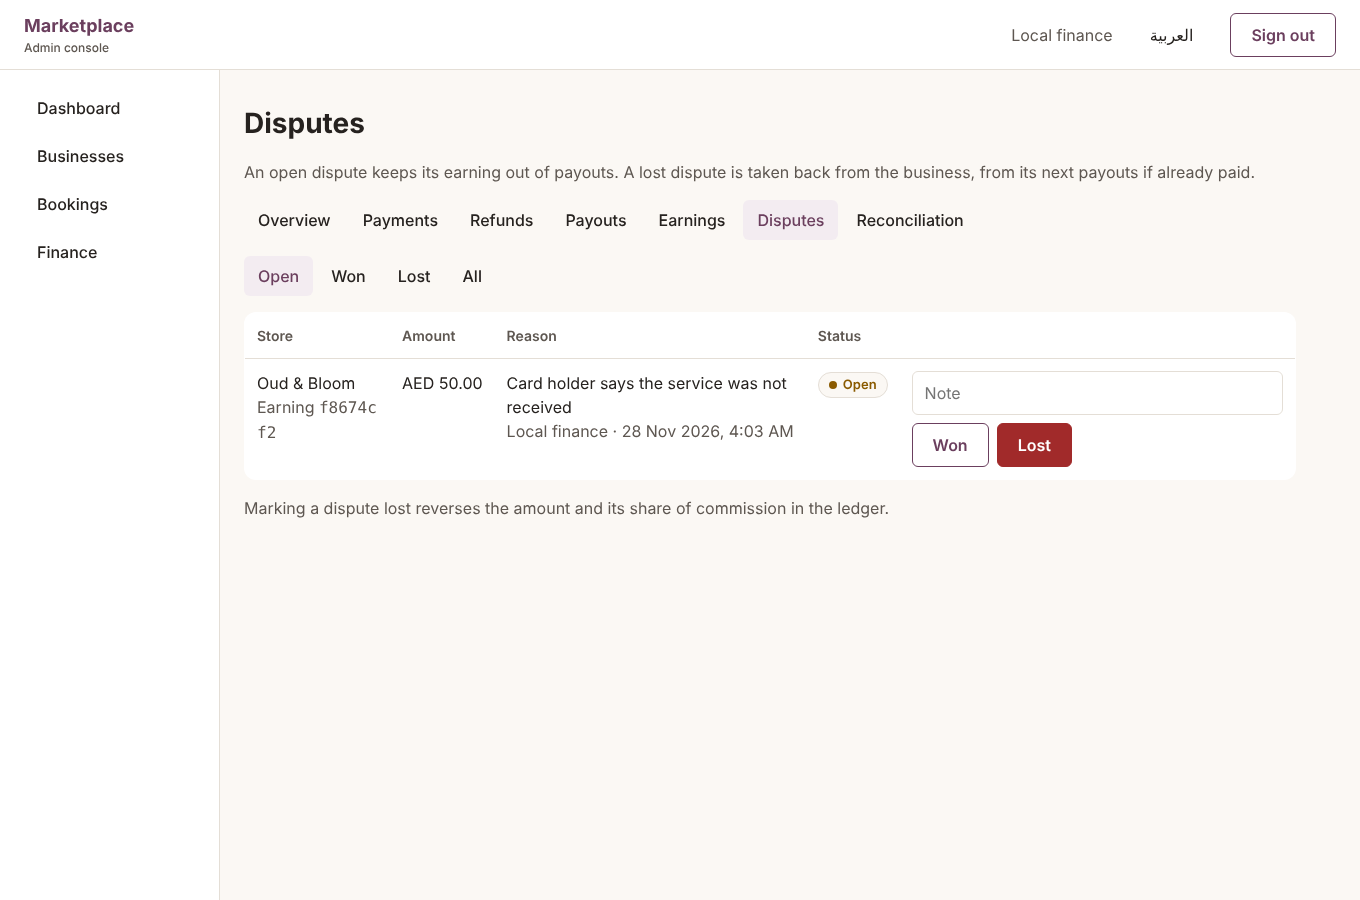 Marketplace
Admin console
Local finance
العربية
Sign out
Dashboard
Businesses
Bookings
Finance
Disputes
An open dispute keeps its earning out of payouts. A lost dispute is taken back from the business, from its next payouts if already paid.
Overview Payments Refunds Payouts Earnings Disputes Reconciliation
Open Won Lost All
Store Amount Reason Status
Oud & Bloom
Earning f8674c
f2
AED 50.00
Card holder says the service was not
received
Local finance · 28 Nov 2026, 4:03 AM
Open
Note
Won Lost
Marking a dispute lost reverses the amount and its share of commission in the ledger.